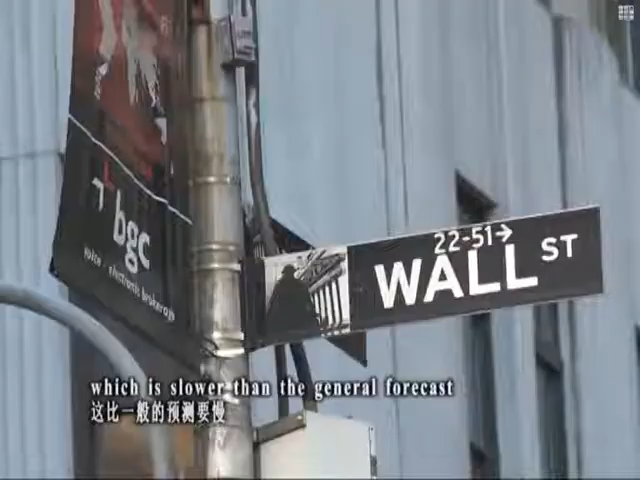 bgc
voice · electronic brokerage
22-51→
WALL ST
which is slower than the general forecast
这比一般的预测要慢